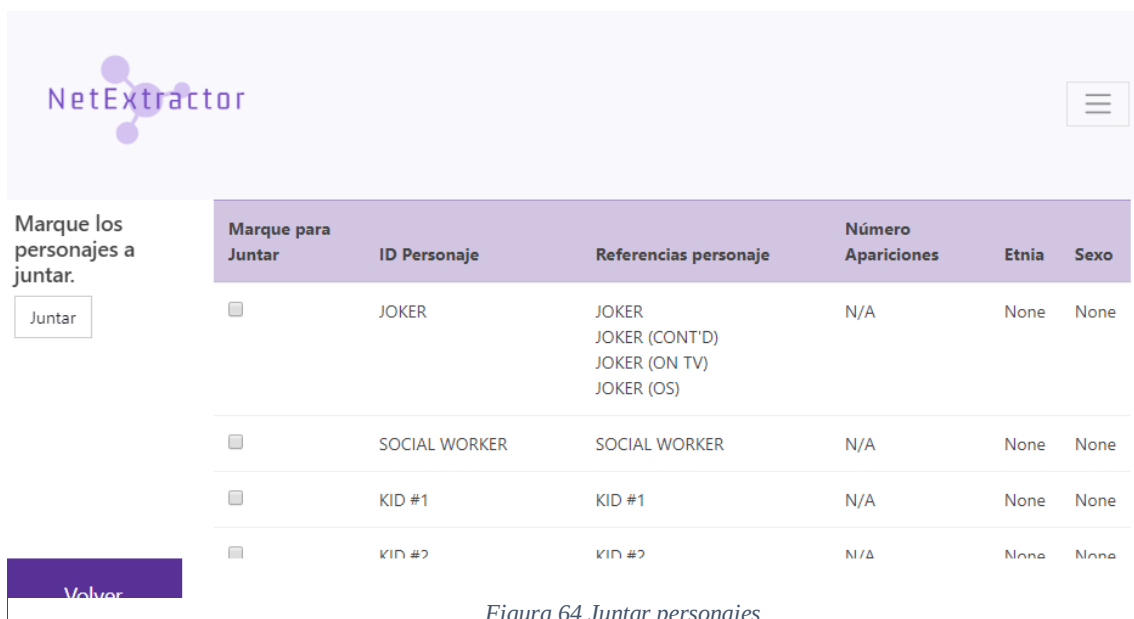 NetExtractor
Marque los
personajes a
juntar.
Juntar
Marque para
Juntar ID Personaje Referencias personaje Número
Apariciones Etnia Sexo
JOKER JOKER N/A None None
JOKER (CONT'D)
JOKER (ON TV)
JOKER (OS)
SOCIAL WORKER SOCIAL WORKER N/A None None
KID #1 KID #1 N/A None None
KID #2 KID #2 N/A None None
Volver
Figura 64 Juntar personajes